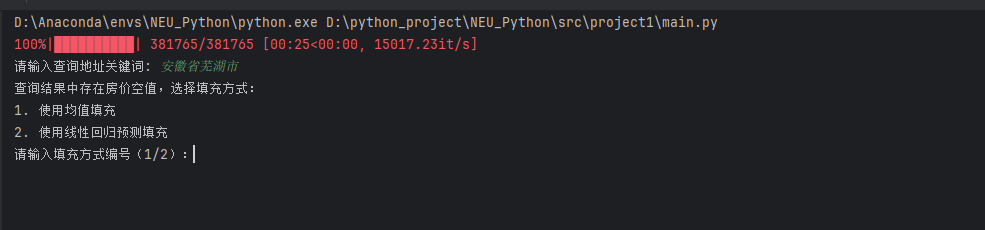 D:\Anaconda\envs\NEU_Python\python.exe D:\python_project\NEU_Python\src\project1\main.py
100%|██████████| 381765/381765 [00:25<00:00, 15017.23it/s]
请输入查询地址关键词: 安徽省芜湖市
查询结果中存在房价空值，选择填充方式:
1. 使用均值填充
2. 使用线性回归预测填充
请输入填充方式编号（1/2）: